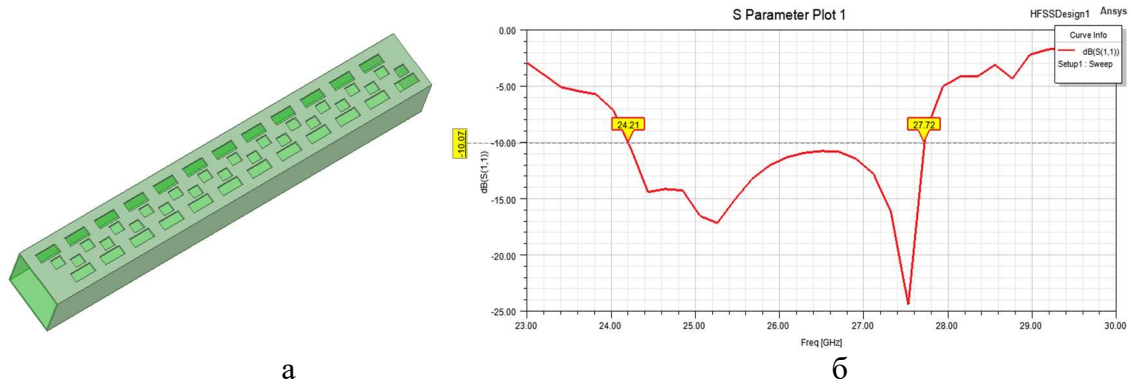 S Parameter Plot 1
HFSSDesign1
Ansys
Curve Info
dB(S(1,1))
Setup1 : Sweep
0.00
-5.00
-10.00
-15.00
-20.00
-25.00
-10.07
dB(S(1,1))
24.21
27.72
23.00 24.00 25.00 26.00 27.00 28.00 29.00 30.00
Freq [GHz]
а
б